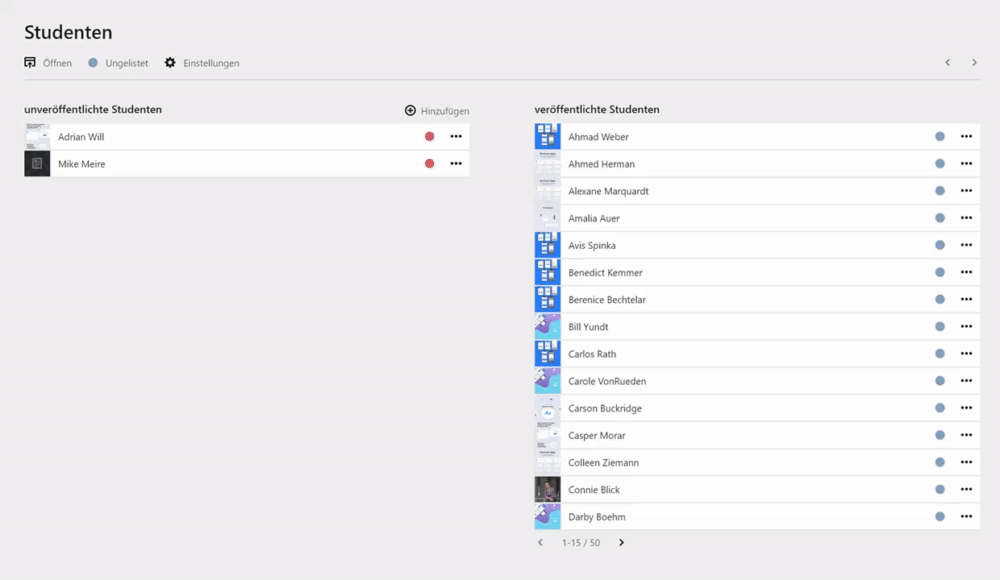 Studenten
Öffnen Ungelistet Einstellungen
unveröffentlichte Studenten Hinzufügen
Adrian Will
Mike Meire
veröffentlichte Studenten
Ahmad Weber
Ahmed Herman
Alexane Marquardt
Amalia Auer
Avis Spinka
Benedict Kemmer
Berenice Bechtelar
Bill Yundt
Carlos Rath
Carole VonRueden
Carson Buckridge
Casper Morar
Colleen Ziemann
Connie Blick
Darby Boehm
1-15 / 50